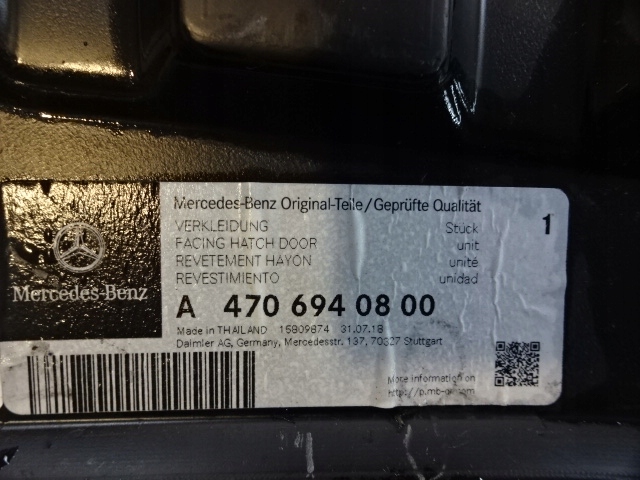 Mercedes-Benz Original-Teile/Geprüfte Qualität
VERKLEIDUNG Stück 1
FACING HATCH DOOR unit
REVETEMENT HAYON unité
REVESTIMIENTO unidad
Mercedes-Benz
A 470 694 08 00
Made in THAILAND 15809874 31.07.18
Daimler AG, Germany, Mercedesstr. 137, 70327 Stuttgart
More information on